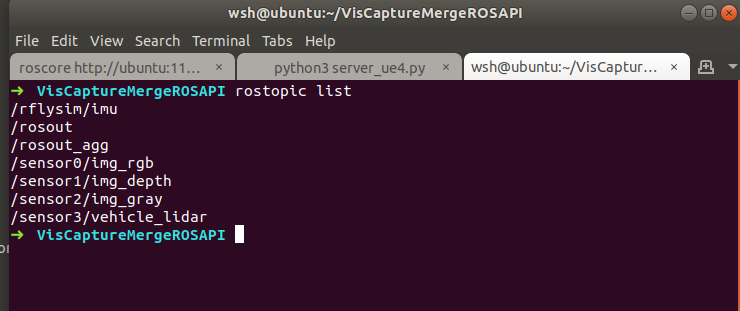 wsh@ubuntu:~/VisCaptureMergeROSAPI
File Edit View Search Terminal Tabs Help
roscore http://ubuntu:11… × python3 server_ue4.py × wsh@ubuntu:~/VisCaptur… ×
➜ VisCaptureMergeROSAPI rostopic list
/rflysim/imu
/rosout
/rosout_agg
/sensor0/img_rgb
/sensor1/img_depth
/sensor2/img_gray
/sensor3/vehicle_lidar
➜ VisCaptureMergeROSAPI